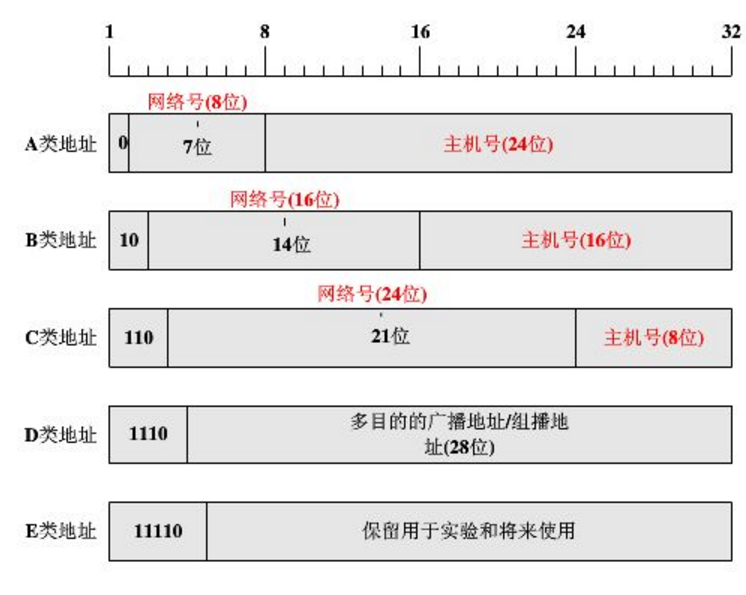 1 8 16 24 32
网络号(8位)
A类地址 0 7位 主机号(24位)
网络号(16位)
B类地址 10 14位 主机号(16位)
网络号(24位)
C类地址 110 21位 主机号(8位)
D类地址 1110 多目的的广播地址/组播地
址(28位)
E类地址 11110 保留用于实验和将来使用